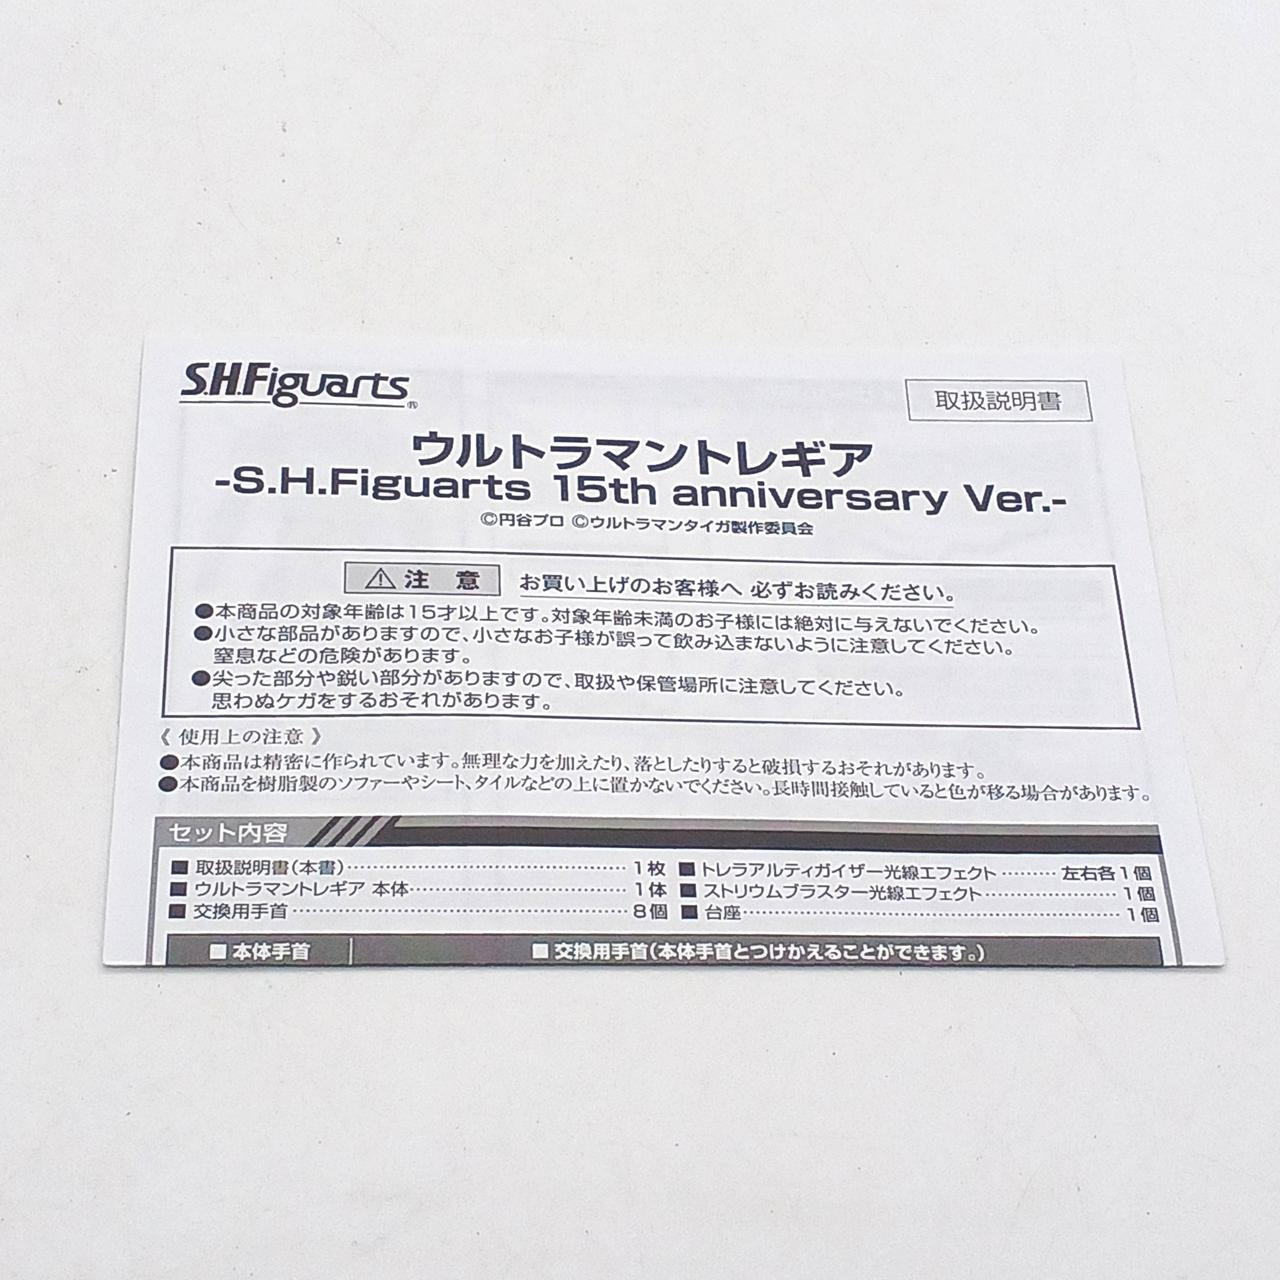 S.H.Figuarts®
取扱説明書
ウルトラマントレギア
-S.H.Figuarts 15th anniversary Ver.-
©円谷プロ ©ウルトラマンタイガ製作委員会
⚠注 意 お買い上げのお客様へ 必ずお読みください。
●本商品の対象年齢は15才以上です。対象年齢未満のお子様には絶対に与えないでください。
●小さな部品がありますので、小さなお子様が誤って飲み込まないように注意してください。
窒息などの危険があります。
●尖った部分や鋭い部分がありますので、取扱や保管場所に注意してください。
思わぬケガをするおそれがあります。
《 使用上の注意 》
●本商品は精密に作られています。無理な力を加えたり、落としたりすると破損するおそれがあります。
●本商品を樹脂製のソファーやシート、タイルなどの上に置かないでください。長時間接触していると色が移る場合があります。
セット内容
■ 取扱説明書(本書)……………………………1枚
■ ウルトラマントレギア 本体……………………1体
■ 交換用手首……………………………………8個
■ トレラアルティガイザー光線エフェクト………左右各1個
■ ストリウムブラスター光線エフェクト……………1個
■ 台座………………………………………………1個
■ 本体手首
■ 交換用手首(本体手首とつけかえることができます。)